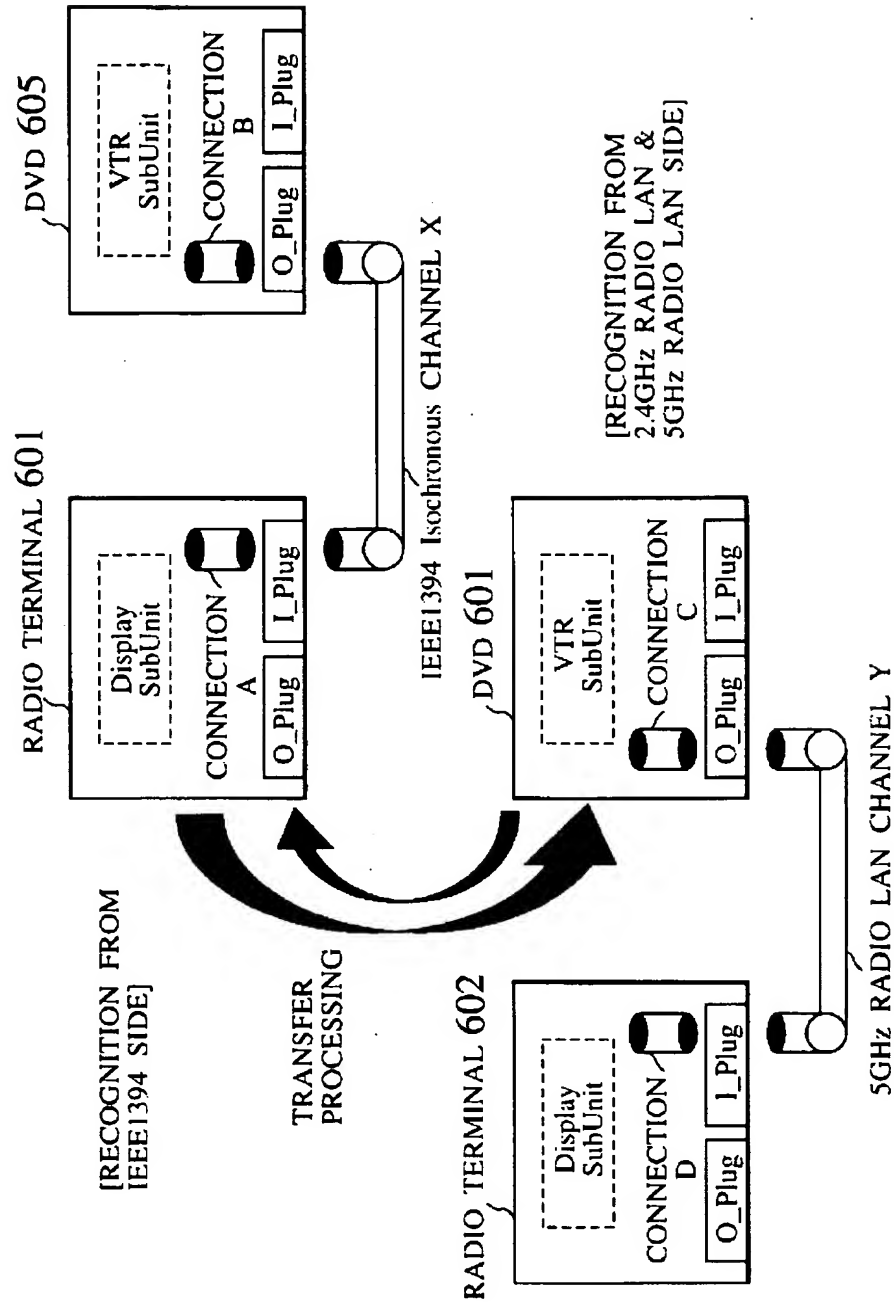 [RECOGNITION FROM
IEEE1394 SIDE]
RADIO TERMINAL 601
Display
SubUnit
CONNECTION
A
O_Plug
I_Plug
DVD 605
VTR
SubUnit
CONNECTION
B
O_Plug
I_Plug
IEEE1394 Isochronous CHANNEL X
TRANSFER
PROCESSING
[RECOGNITION FROM
2.4GHz RADIO LAN &
5GHz RADIO LAN SIDE]
RADIO TERMINAL 602
Display
SubUnit
CONNECTION
D
O_Plug
I_Plug
DVD 601
VTR
SubUnit
CONNECTION
C
O_Plug
I_Plug
5GHz RADIO LAN CHANNEL Y